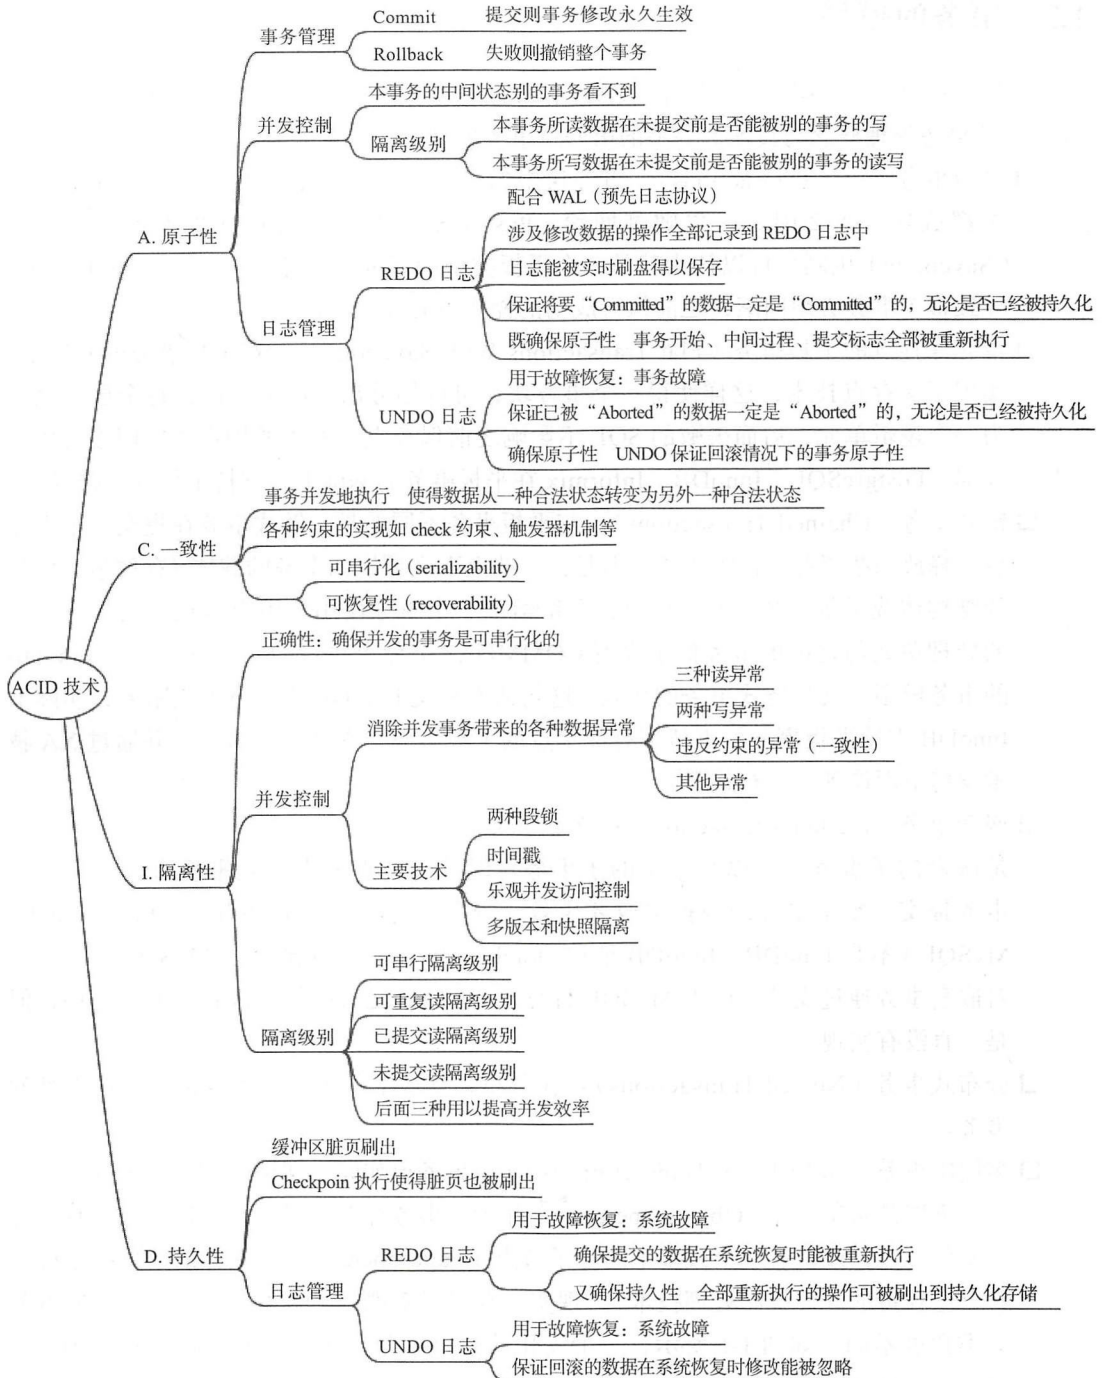 ACID 技术
A. 原子性
事务管理
Commit 提交则事务修改永久生效
Rollback 失败则撤销整个事务
并发控制
本事务的中间状态别的事务看不到
隔离级别
本事务所读数据在未提交前是否能被别的事务的写
本事务所写数据在未提交前是否能被别的事务的读写
日志管理
REDO 日志
配合 WAL（预先日志协议）
涉及修改数据的操作全部记录到 REDO 日志中
日志能被实时刷盘得以保存
保证将要“Committed”的数据一定是“Committed”的，无论是否已经被持久化
既确保原子性 事务开始、中间过程、提交标志全部被重新执行
UNDO 日志
用于故障恢复：事务故障
保证已被“Aborted”的数据一定是“Aborted”的，无论是否已经被持久化
确保原子性 UNDO 保证回滚情况下的事务原子性
C. 一致性
事务并发地执行 使得数据从一种合法状态转变为另外一种合法状态
各种约束的实现如 check 约束、触发器机制等
可串行化（serializability）
可恢复性（recoverability）
I. 隔离性
正确性：确保并发的事务是可串行化的
并发控制
消除并发事务带来的各种数据异常
三种读异常
两种写异常
违反约束的异常（一致性）
其他异常
主要技术
两种段锁
时间戳
乐观并发访问控制
多版本和快照隔离
隔离级别
可串行隔离级别
可重复读隔离级别
已提交读隔离级别
未提交读隔离级别
后面三种用以提高并发效率
D. 持久性
缓冲区脏页刷出
Checkpoin 执行使得脏页也被刷出
日志管理
REDO 日志
用于故障恢复：系统故障
确保提交的数据在系统恢复时能被重新执行
又确保持久性 全部重新执行的操作可被刷出到持久化存储
UNDO 日志
用于故障恢复：系统故障
保证回滚的数据在系统恢复时修改能被忽略